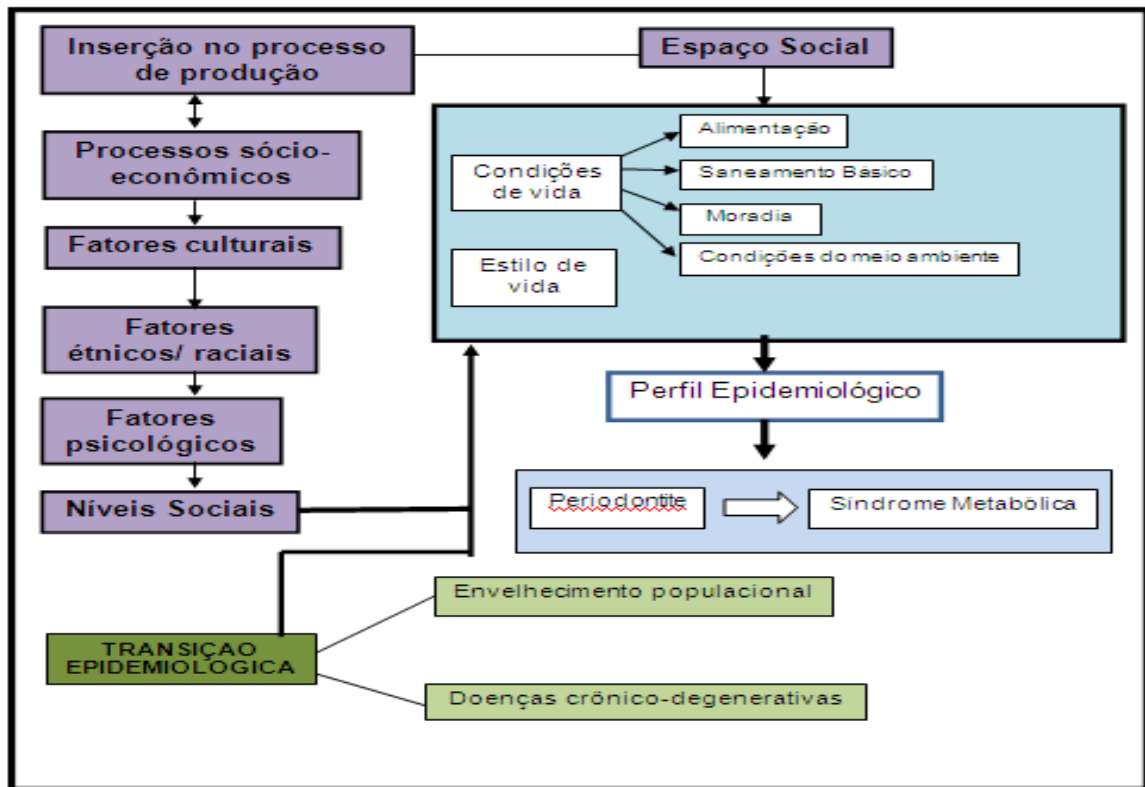 Inserção no processo
de produção
Espaço Social
Processos sócio-
econômicos
Fatores culturais
Fatores
étnicos/ raciais
Fatores
psicológicos
Níveis Sociais
Condições
de vida
Alimentação
Saneamento Básico
Moradia
Condições do meio ambiente
Estilo de
vida
Perfil Epidemiológico
Periodontite
Síndrome Metabólica
TRANSIÇAO
EPIDEMIOLOGICA
Envelhecimento populacional
Doenças crônico-degenerativas